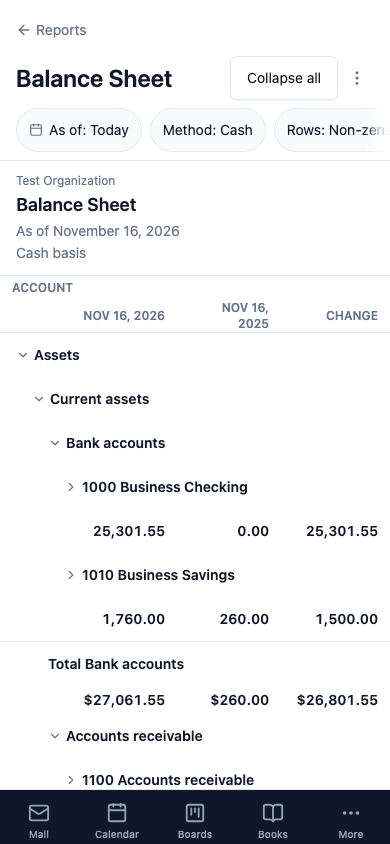 Reports
Balance Sheet
Collapse all
As of: Today
Method: Cash
Rows: Non-zero
Test Organization
Balance Sheet
As of November 16, 2026
Cash basis
ACCOUNT
NOV 16, 2026
NOV 16,
2025
CHANGE
Assets
Current assets
Bank accounts
1000 Business Checking
25,301.55 0.00 25,301.55
1010 Business Savings
1,760.00 260.00 1,500.00
Total Bank accounts
$27,061.55 $260.00 $26,801.55
Accounts receivable
1100 Accounts receivable
Mail Calendar Boards Books More